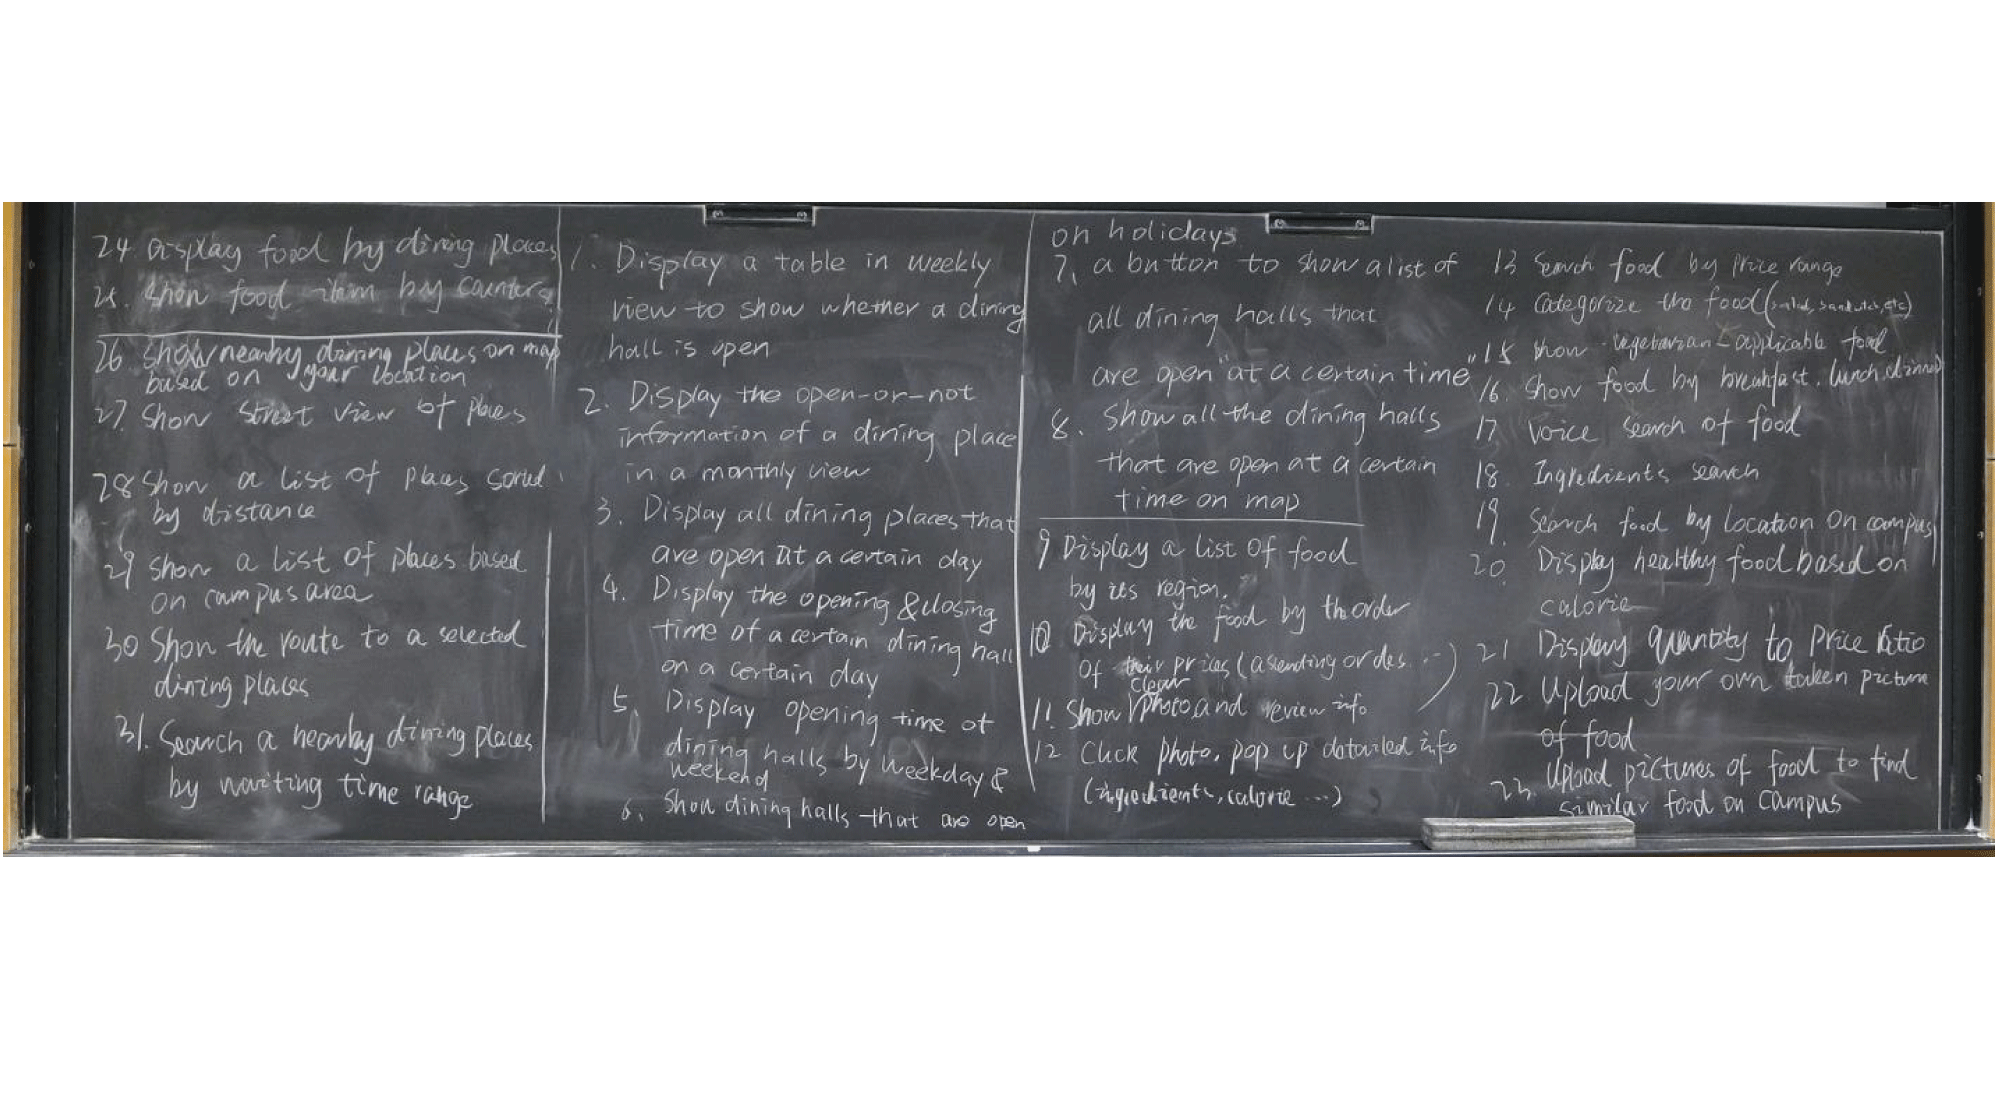 24 Display food by dining places
25. Show food item by counters
26 Show nearby dining places on map
based on your location
27. Show street view of places
28 Show a list of places sorted
by distance
29 Show a list of places based
on campus area
30 Show the route to a selected
dining places
31. Search a nearby dining places
by waiting time range
1. Display a table in weekly
view to show whether a dining
hall is open
2. Display the open-or-not
information of a dining place
in a monthly view
3. Display all dining places that
are open at a certain day
4. Display the opening & closing
time of a certain dining hall
on a certain day
5. Display opening time of
dining halls by weekday &
weekend
6. Show dining halls that are open
on holidays
7. a button to show a list of
all dining halls that
are open "at a certain time"
8. Show all the dining halls
that are open at a certain
time on map
9 Display a list of food
by its region.
10 Display the food by th order
of their prices (ascending or des...)
clear
11. Show photo and review info
12 Click photo, pop up detailed info
(ingredients, calorie ...)
13 Search food by price range
14 Categorize the food (salad, sandwich, etc)
15 Show vegetarian-applicable food
16. Show food by breakfast, lunch, dinner
17 Voice search of food
18. Ingredients search
19. Search food by location on campus
20. Display healthy food based on
calorie
21 Display quantity to price ratio
22 Upload your own taken picture
of food
23. Upload pictures of food to find
similar food on campus